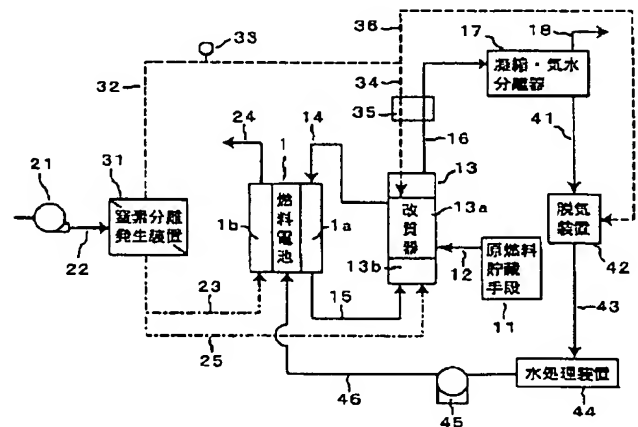 36
33
17
18
凝縮・気水
分離器
32
34
35
16
41
24
1
14
13
21
31
窒素分離
発生装置
22
1b
燃料電池
1a
改質器
13a
13b
12
原燃料
貯蔵
手段
11
脱気
装置
42
23
15
25
43
水処理装置
44
46
45